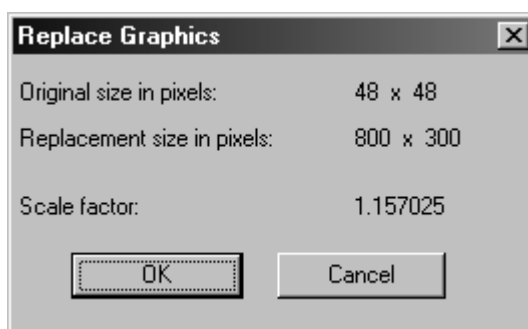 Replace Graphics
Original size in pixels: 48 x 48
Replacement size in pixels: 800 x 300
Scale factor: 1.157025
OK Cancel